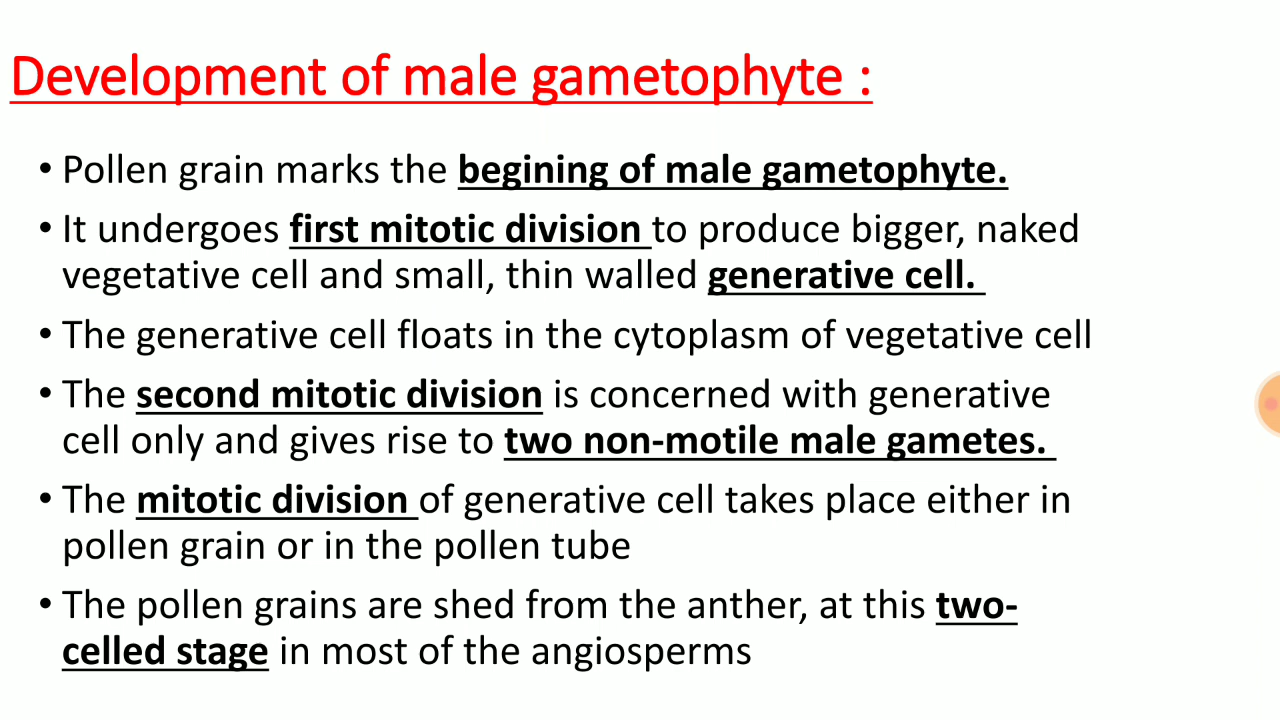 Development of male gametophyte :
• Pollen grain marks the begining of male gametophyte.
• It undergoes first mitotic division to produce bigger, naked
vegetative cell and small, thin walled generative cell.
• The generative cell floats in the cytoplasm of vegetative cell
• The second mitotic division is concerned with generative
cell only and gives rise to two non-motile male gametes.
• The mitotic division of generative cell takes place either in
pollen grain or in the pollen tube
• The pollen grains are shed from the anther, at this two-
celled stage in most of the angiosperms